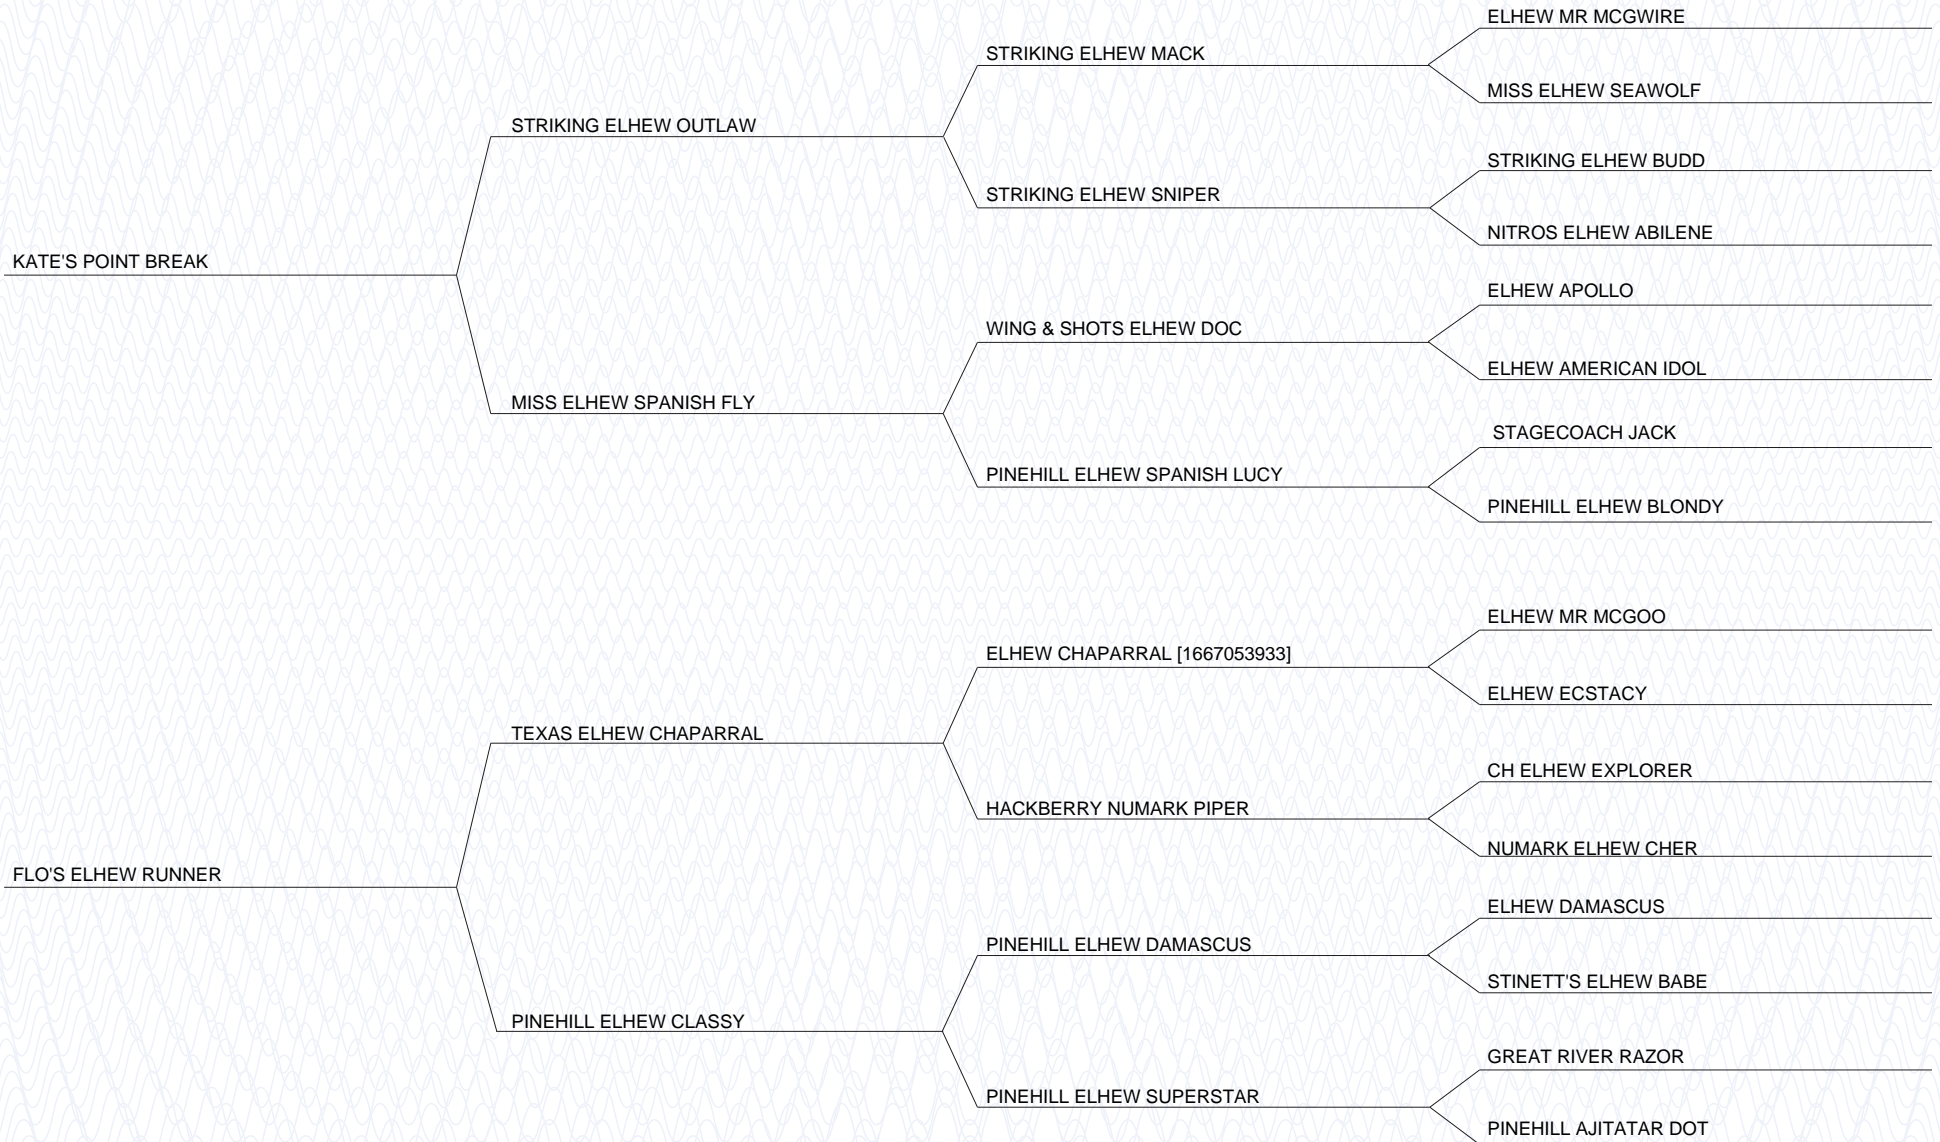 ELHEW MR MCGWIRE
STRIKING ELHEW MACK
MISS ELHEW SEAWOLF
STRIKING ELHEW OUTLAW
STRIKING ELHEW BUDD
STRIKING ELHEW SNIPER
NITROS ELHEW ABILENE
KATE'S POINT BREAK
ELHEW APOLLO
WING & SHOTS ELHEW DOC
ELHEW AMERICAN IDOL
MISS ELHEW SPANISH FLY
STAGECOACH JACK
PINEHILL ELHEW SPANISH LUCY
PINEHILL ELHEW BLONDY
ELHEW MR MCGOO
ELHEW CHAPARRAL [1667053933]
ELHEW ECSTACY
TEXAS ELHEW CHAPARRAL
CH ELHEW EXPLORER
HACKBERRY NUMARK PIPER
NUMARK ELHEW CHER
FLO'S ELHEW RUNNER
ELHEW DAMASCUS
PINEHILL ELHEW DAMASCUS
STINETT'S ELHEW BABE
PINEHILL ELHEW CLASSY
GREAT RIVER RAZOR
PINEHILL ELHEW SUPERSTAR
PINEHILL AJITATAR DOT